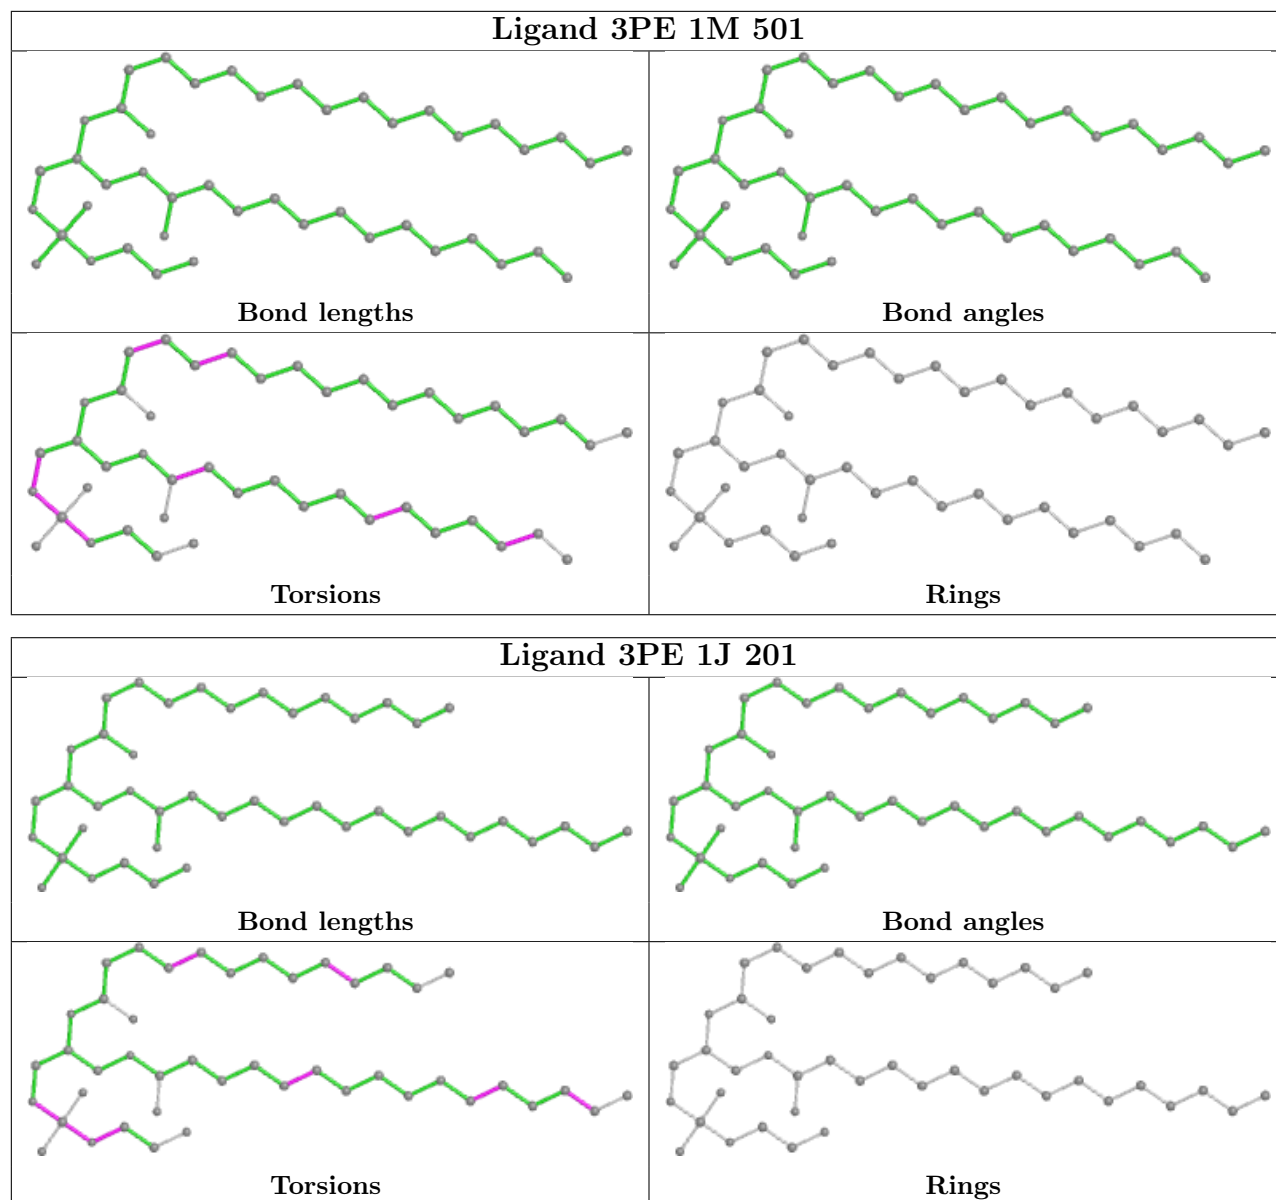 Ligand 3PE 1M 501
Bond lengths
Bond angles
Torsions
Rings
Ligand 3PE 1J 201
Bond lengths
Bond angles
Torsions
Rings